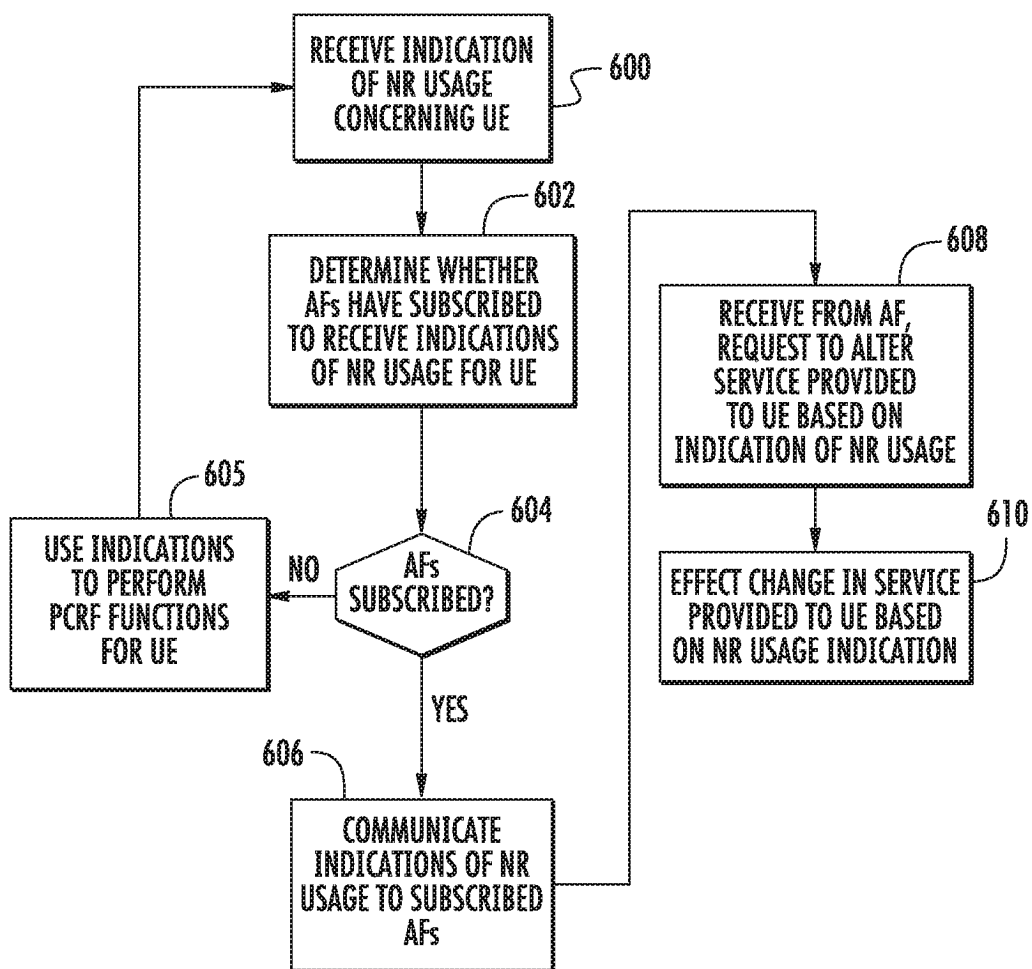 RECEIVE INDICATION
OF NR USAGE
CONCERNING UE
600
602
DETERMINE WHETHER
AFs HAVE SUBSCRIBED
TO RECEIVE INDICATIONS
OF NR USAGE FOR UE
604
AFs
SUBSCRIBED?
NO
605
USE INDICATIONS
TO PERFORM
PCRF FUNCTIONS
FOR UE
YES
606
COMMUNICATE
INDICATIONS OF NR
USAGE TO SUBSCRIBED
AFs
608
RECEIVE FROM AF,
REQUEST TO ALTER
SERVICE PROVIDED
TO UE BASED ON
INDICATION OF NR USAGE
610
EFFECT CHANGE IN SERVICE
PROVIDED TO UE BASED
ON NR USAGE INDICATION